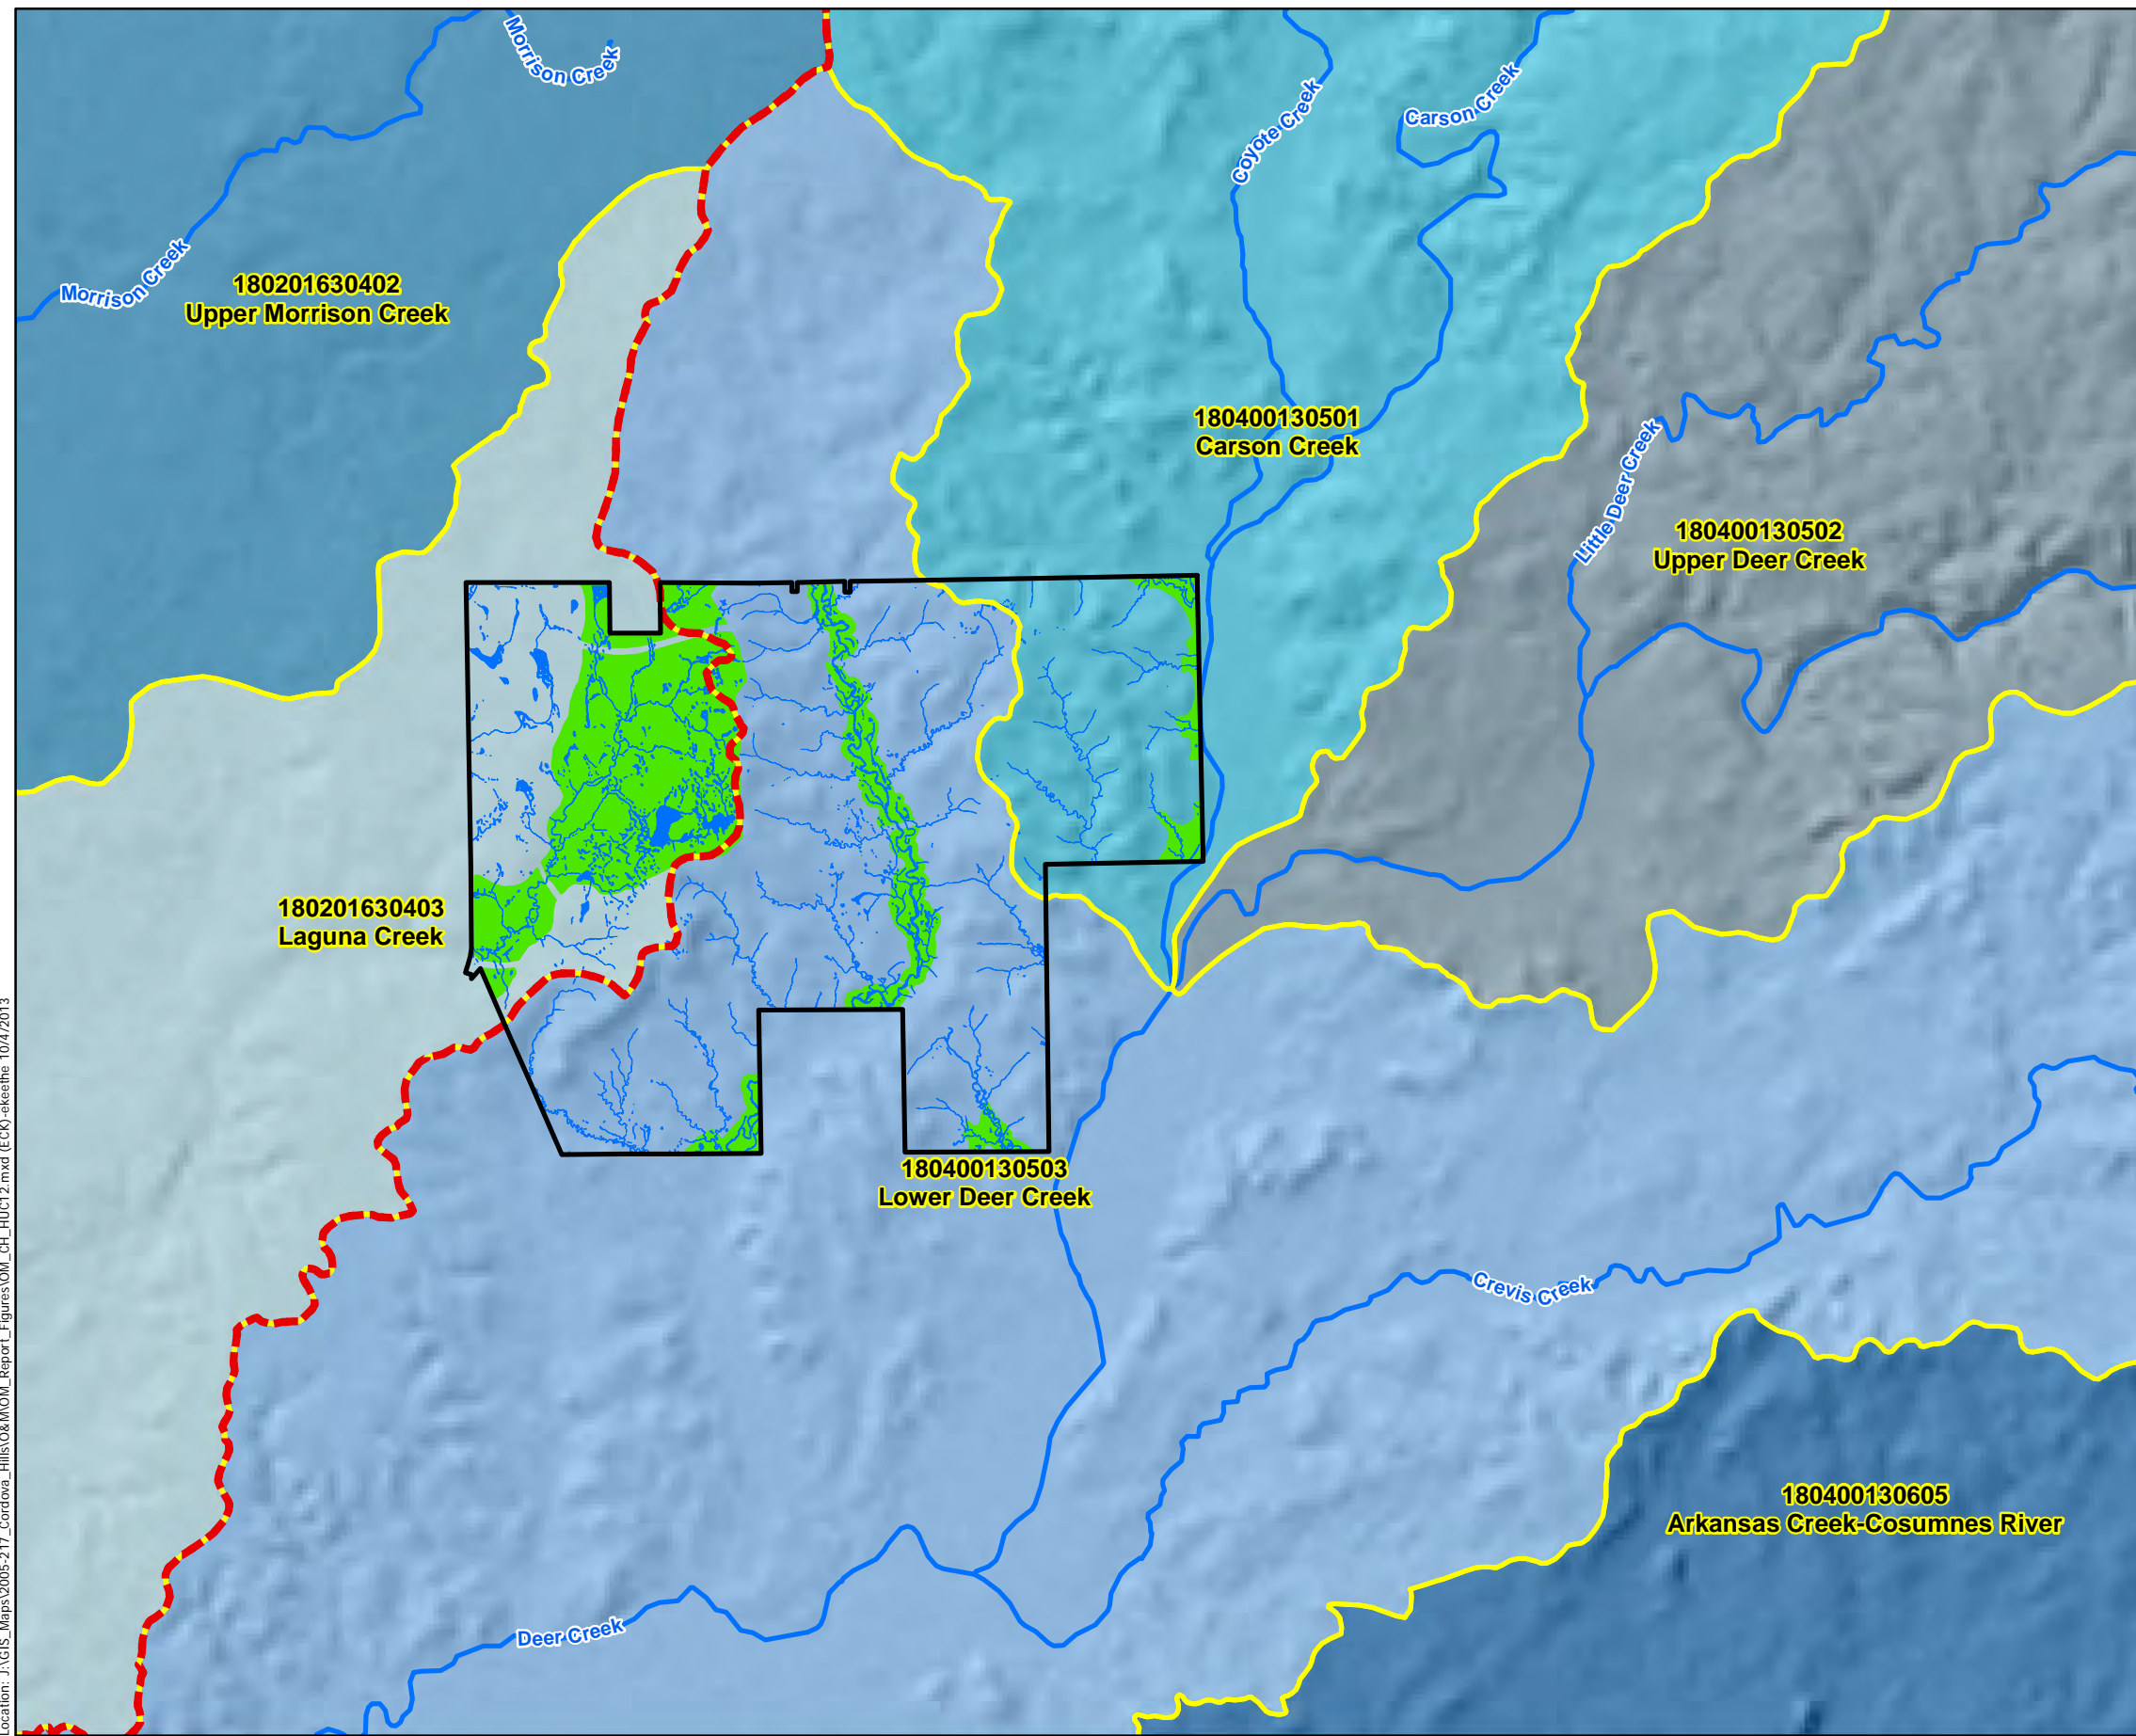 Morrison Creek
Carson Creek
Coyote Creek
Morrison Creek
180201630402
Upper Morrison Creek
180400130501
Carson Creek
Little Deer Creek
180400130502
Upper Deer Creek
180201630403
Laguna Creek
180400130503
Lower Deer Creek
Crevis Creek
180400130605
Arkansas Creek-Cosumnes River
Deer Creek
Location: J:\GIS_Maps\2005-217_Cordova_Hills\O&M\OM_Report_Figures\OM_CH_HUC12.mxd (ECK)-ekeethe 10/4/2013